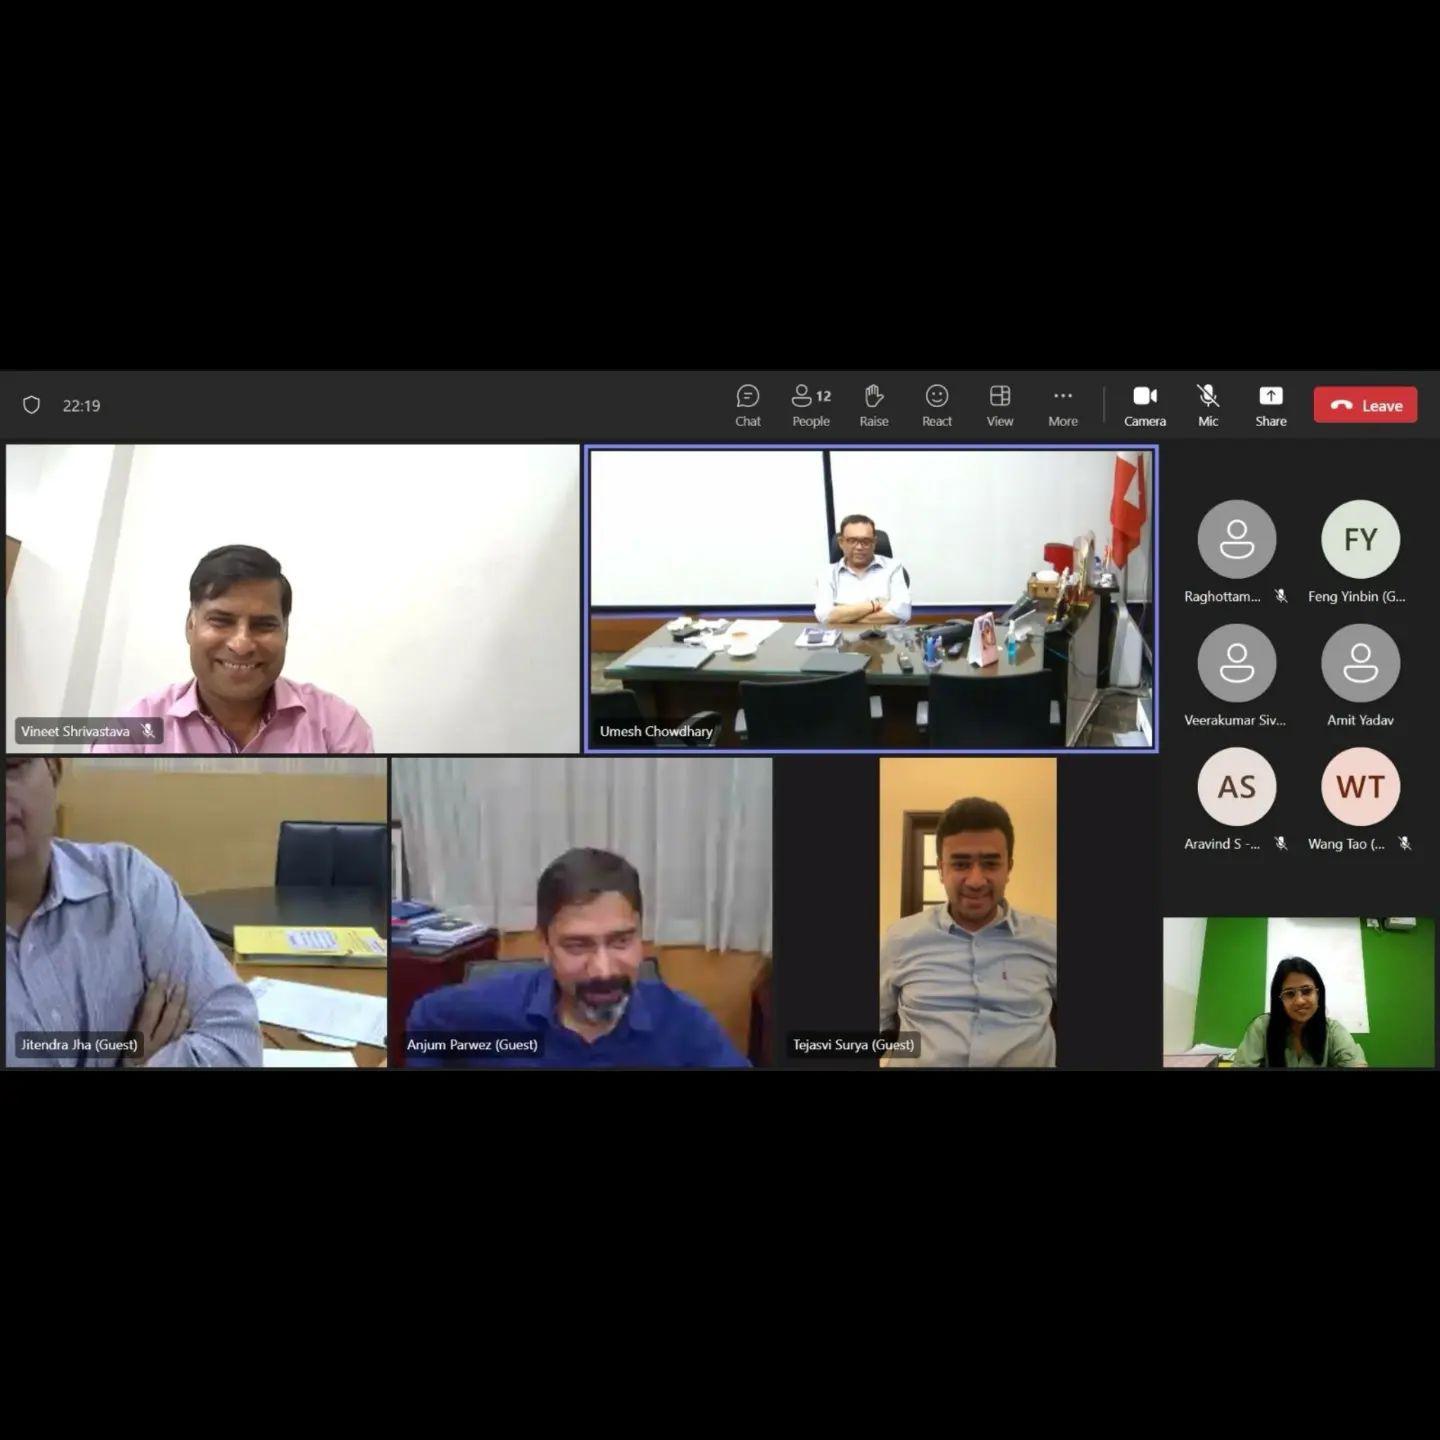 22:19
12
Chat
People
Raise
React
View
More
Camera
Mic
Share
Leave
Vineet Shrivastava
Umesh Chowdhary
FY
Raghottam...
Feng Yinbin (G...
Veerakumar Siv...
Amit Yadav
AS
WT
Aravind S -...
Wang Tao (...
Jitendra Jha (Guest)
Anjum Parwez (Guest)
Tejasvi Surya (Guest)